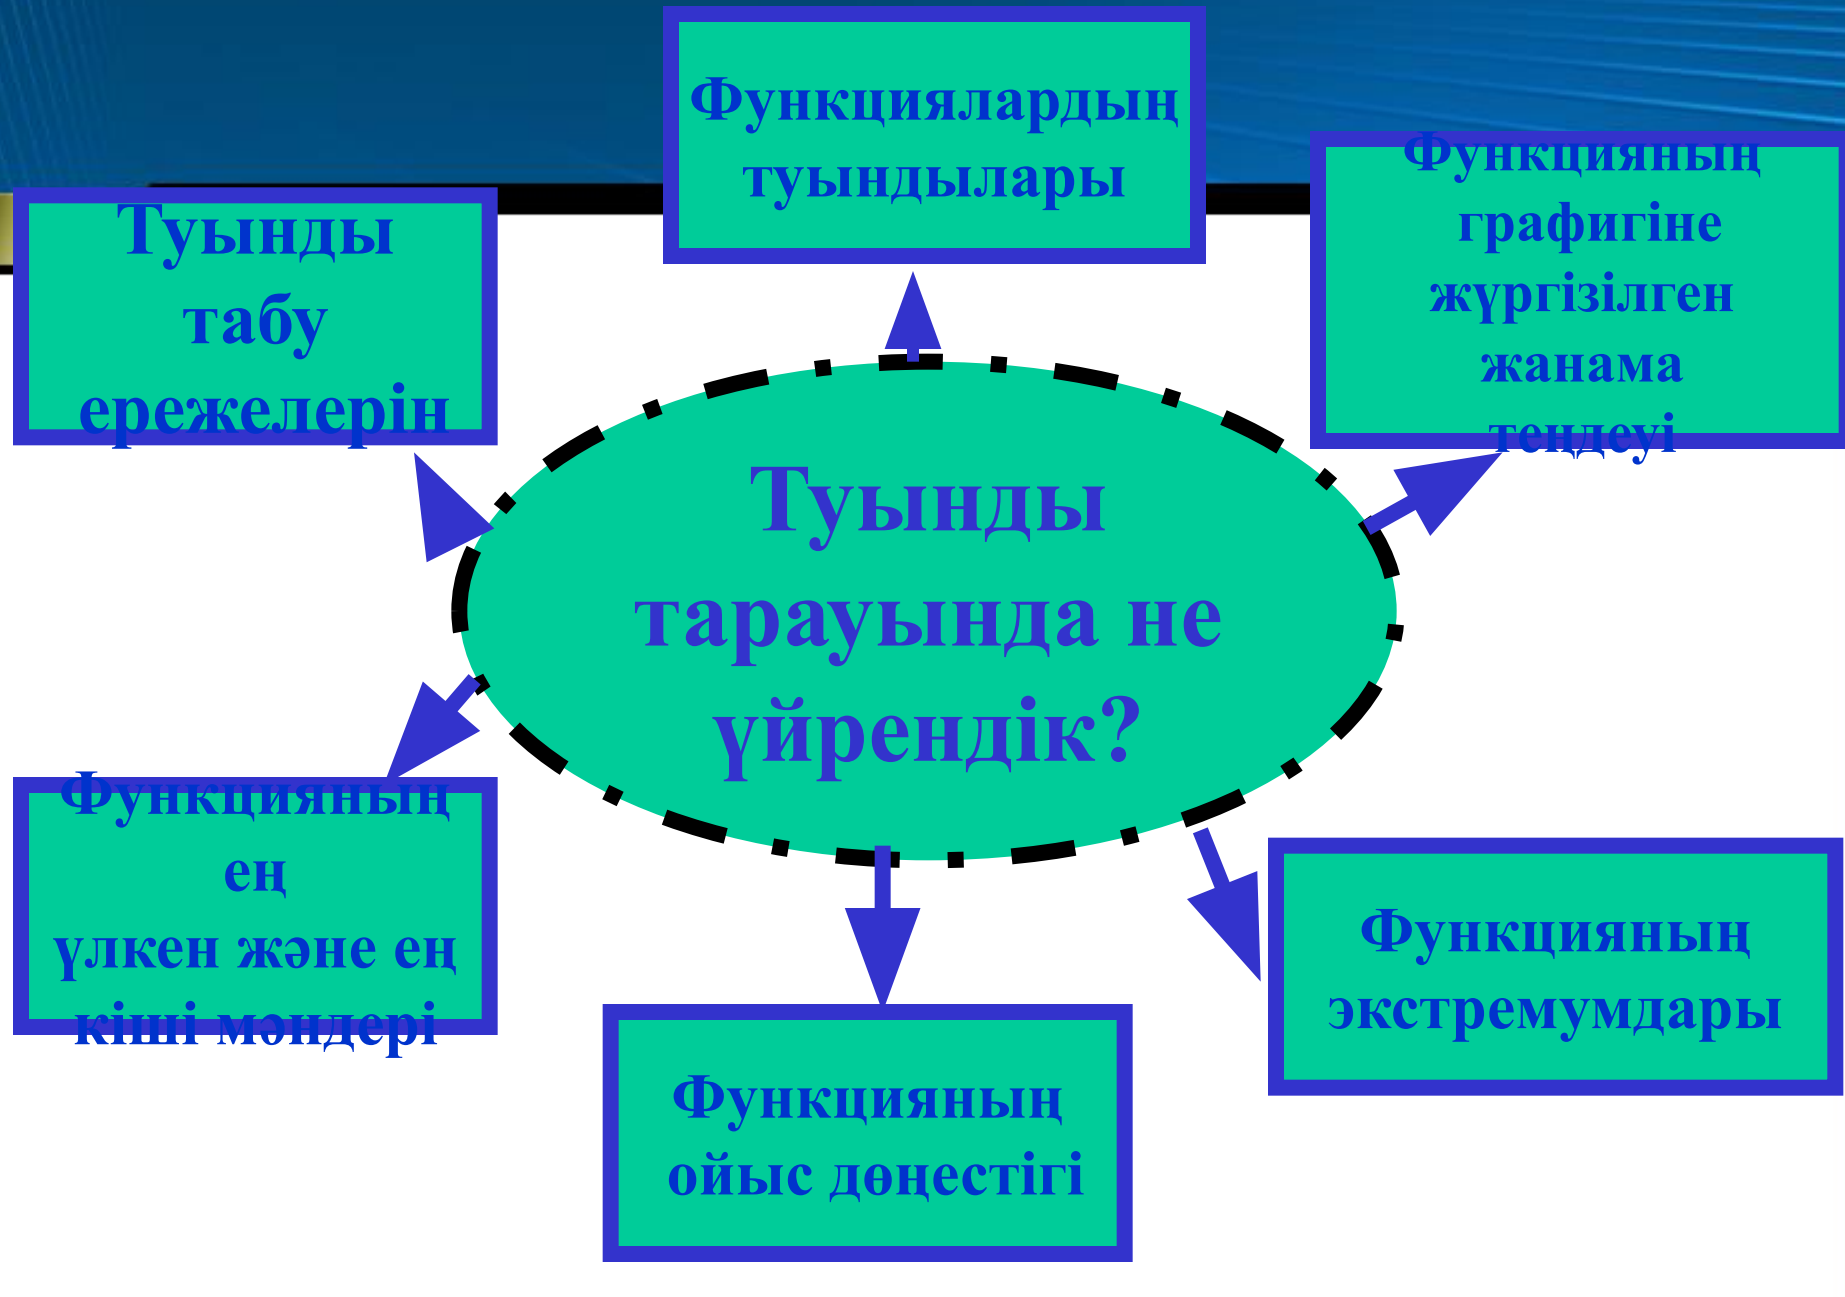 Функциялардың
туындылары
Функцияның
графигіне
жүргізілген
жанама
теңдеуі
Туынды
табу
ережелерін
Туынды
тарауында не
үйрендік?
Функцияның
ең
үлкен және ең
кіші мәндері
Функцияның
экстремумдары
Функцияның
ойыс дөңестігі